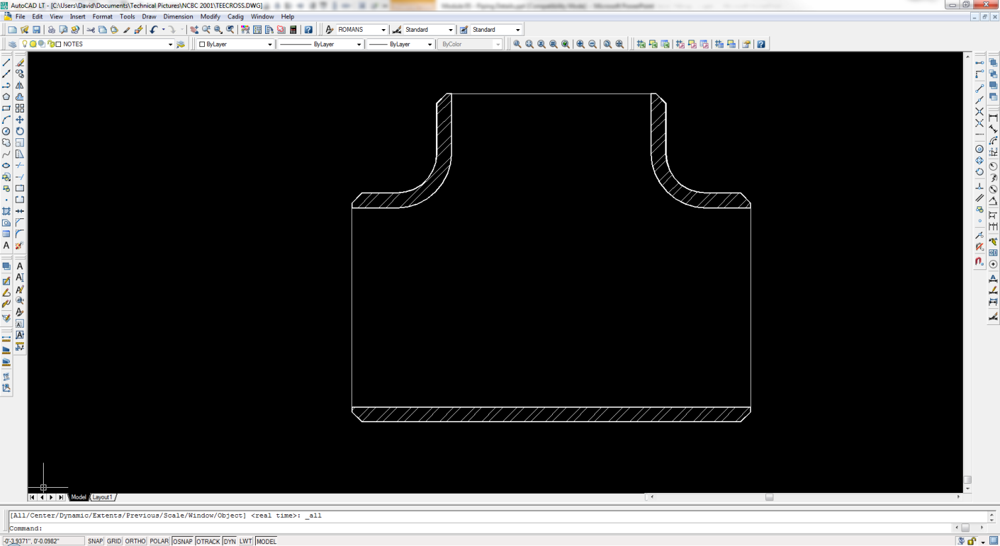 AutoCAD LT - [C:\Users\David\Documents\Technical Pictures\NCBC 2001\TEECROSS.DWG]
File Edit View Insert Format Tools Draw Dimension Modify Cadig Window Help
ROMANS Standard Standard
NOTES ByLayer ByLayer ByLayer ByColor
Model Layout1
[All/Center/Dynamic/Extents/Previous/Scale/Window/Object] <real time>: _all
Command:
-0'-3.9371", 0'-0.0982" SNAP GRID ORTHO POLAR OSNAP OTRACK DYN LWT MODEL